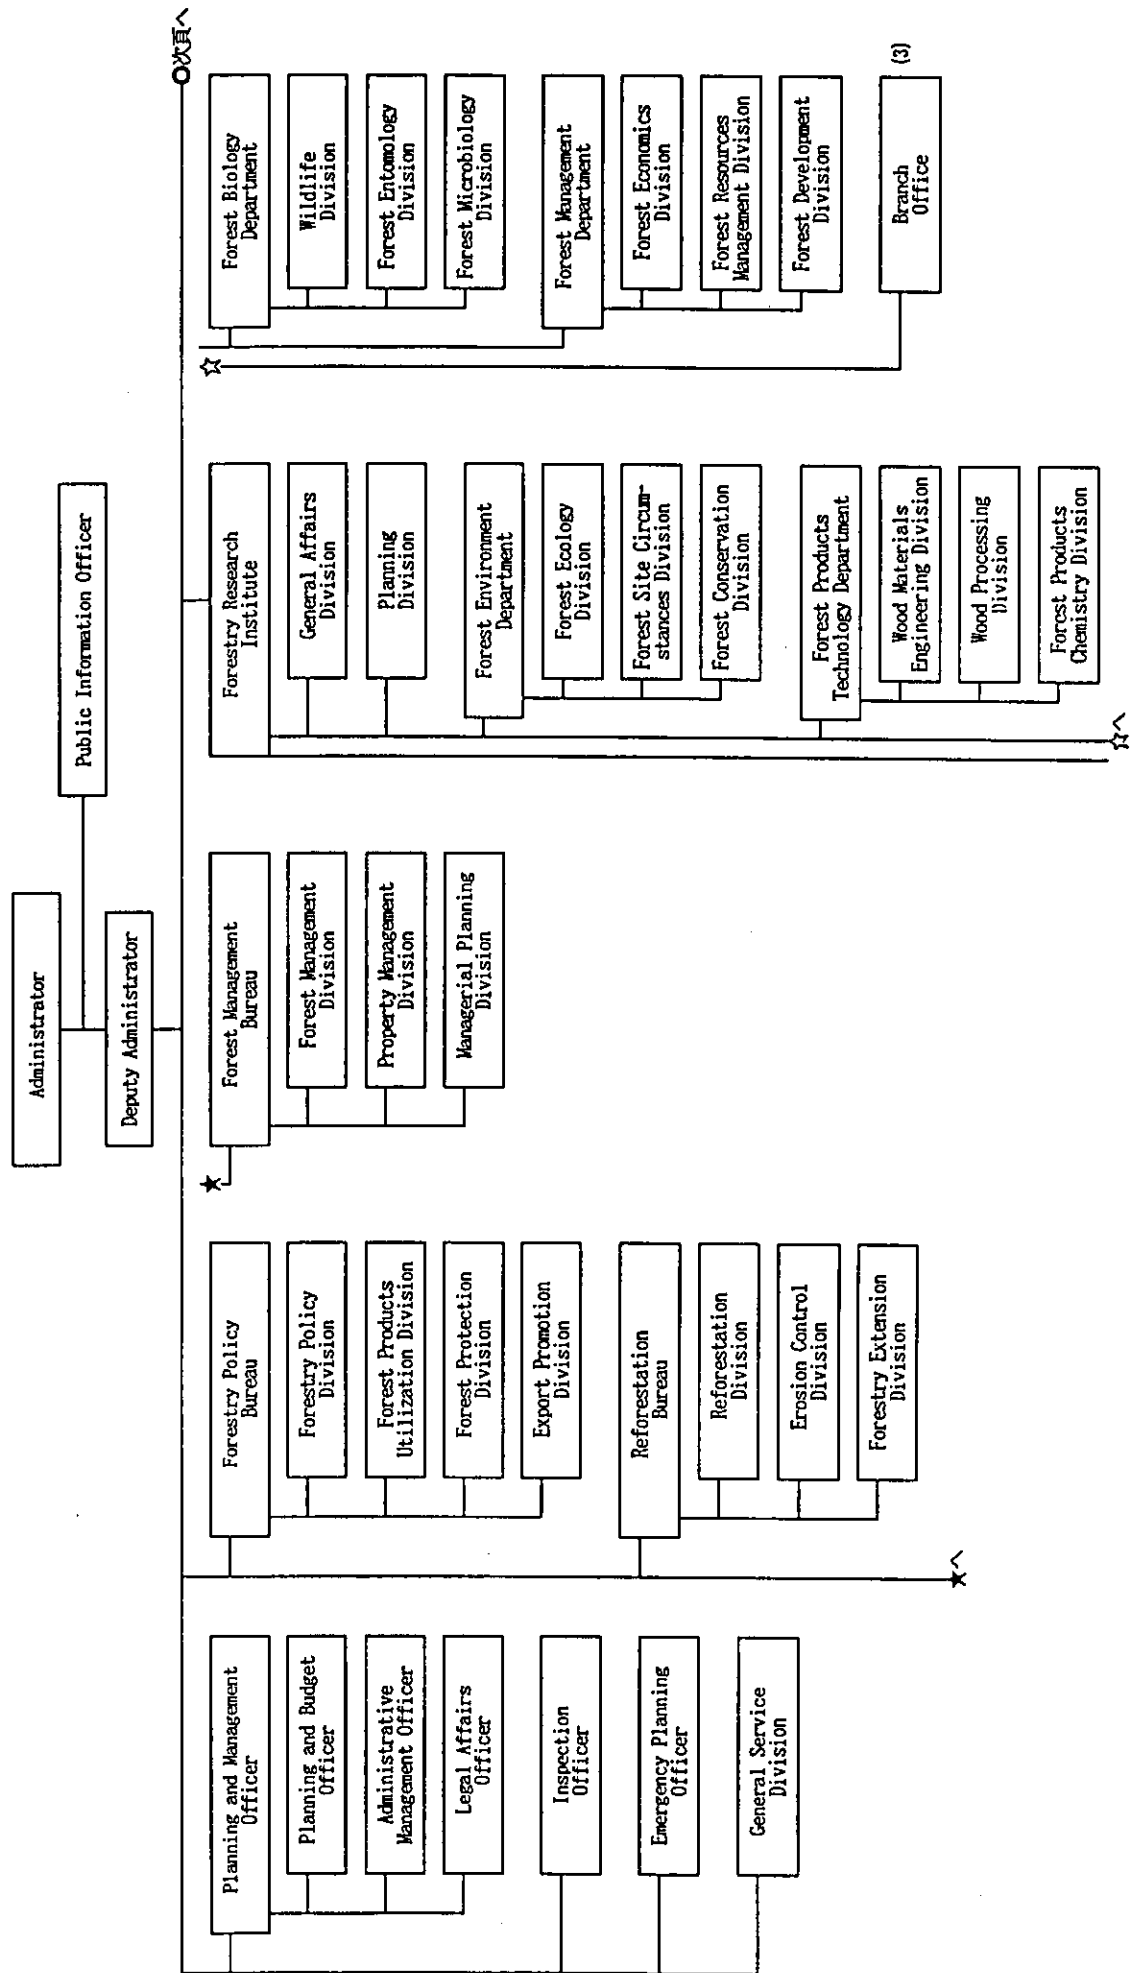 Administrator
Public Information Officer
Deputy Administrator
○次頁へ
Planning and Management
Officer
Planning and Budget
Officer
Administrative
Management Officer
Legal Affairs
Officer
Inspection
Officer
Emergency Planning
Officer
General Service
Division
Forestry Policy
Bureau
Forestry Policy
Division
Forest Products
Utilization Division
Forest Protection
Division
Export Promotion
Division
Reforestation
Bureau
Reforestation
Division
Erosion Control
Division
Forestry Extension
Division
★へ
★
Forest Management
Bureau
Forest Management
Division
Property Management
Division
Managerial Planning
Division
Forestry Research
Institute
General Affairs
Division
Planning
Division
Forest Environment
Department
Forest Ecology
Division
Forest Site Circum-
stances Division
Forest Conservation
Division
Forest Products
Technology Department
Wood Materials
Engineering Division
Wood Processing
Division
Forest Products
Chemistry Division
☆へ
☆
Forest Biology
Department
Wildlife
Division
Forest Entomology
Division
Forest Microbiology
Division
Forest Management
Department
Forest Economics
Division
Forest Resources
Management Division
Forest Development
Division
Branch
Office
(3)